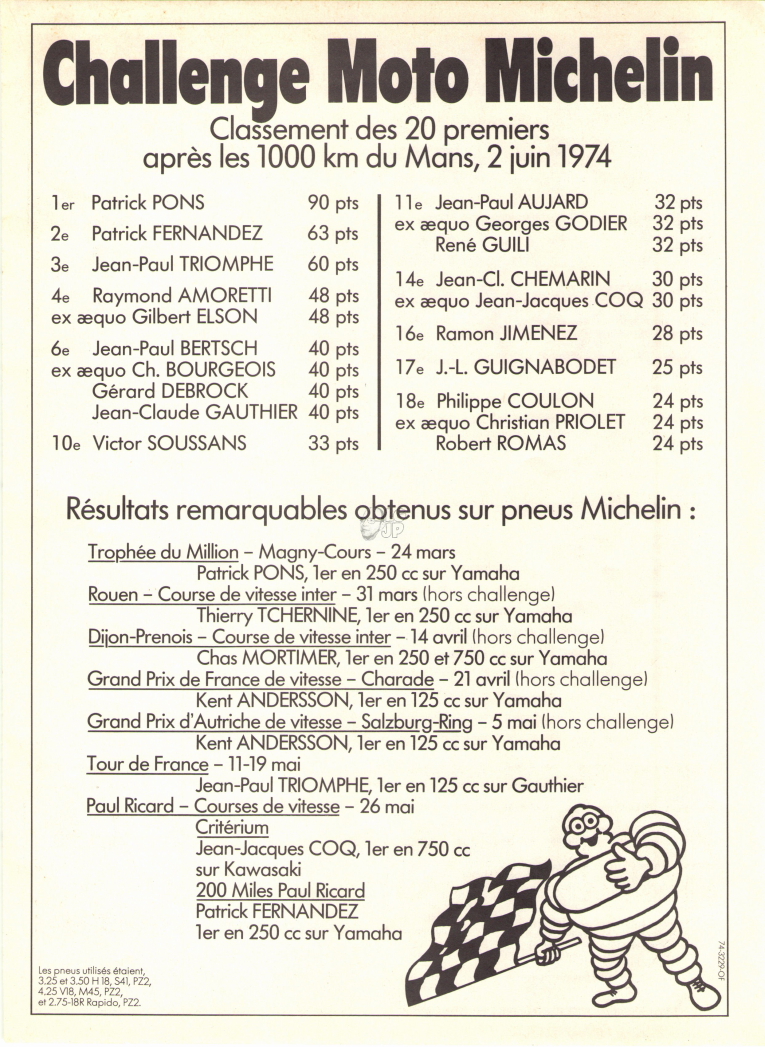 Challenge Moto Michelin
Classement des 20 premiers
après les 1000 km du Mans, 2 juin 1974
1er Patrick PONS 90 pts
2e Patrick FERNANDEZ 63 pts
3e Jean-Paul TRIOMPHE 60 pts
4e Raymond AMORETTI 48 pts
ex æquo Gilbert ELSON 48 pts
6e Jean-Paul BERTSCH 40 pts
ex æquo Ch. BOURGEOIS 40 pts
Gérard DEBROCK 40 pts
Jean-Claude GAUTHIER 40 pts
10e Victor SOUSSANS 33 pts
11e Jean-Paul AUJARD 32 pts
ex æquo Georges GODIER 32 pts
René GUILI 32 pts
14e Jean-Cl. CHEMARIN 30 pts
ex æquo Jean-Jacques COQ 30 pts
16e Ramon JIMENEZ 28 pts
17e J.-L. GUIGNABODET 25 pts
18e Philippe COULON 24 pts
ex æquo Christian PRIOLET 24 pts
Robert ROMAS 24 pts
Résultats remarquables obtenus sur pneus Michelin :
JP
Trophée du Million – Magny-Cours – 24 mars
Patrick PONS, 1er en 250 cc sur Yamaha
Rouen – Course de vitesse inter – 31 mars (hors challenge)
Thierry TCHERNINE, 1er en 250 cc sur Yamaha
Dijon-Prenois – Course de vitesse inter – 14 avril (hors challenge)
Chas MORTIMER, 1er en 250 et 750 cc sur Yamaha
Grand Prix de France de vitesse – Charade – 21 avril (hors challenge)
Kent ANDERSSON, 1er en 125 cc sur Yamaha
Grand Prix d'Autriche de vitesse – Salzburg-Ring – 5 mai (hors challenge)
Kent ANDERSSON, 1er en 125 cc sur Yamaha
Tour de France – 11-19 mai
Jean-Paul TRIOMPHE, 1er en 125 cc sur Gauthier
Paul Ricard – Courses de vitesse – 26 mai
Critérium
Jean-Jacques COQ, 1er en 750 cc
sur Kawasaki
200 Miles Paul Ricard
Patrick FERNANDEZ
1er en 250 cc sur Yamaha
Les pneus utilisés étaient,
3.25 et 3.50 H 18, S41, PZ2,
4.25 V18, M45, PZ2,
et 2.75-18R Rapido, PZ2.
74-3229-OF